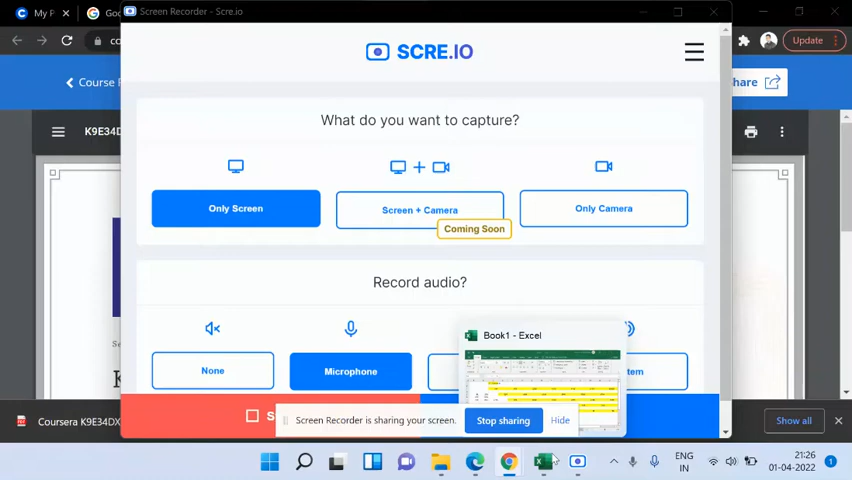 My P
Goo
Screen Recorder - Scre.io
Update
Course
hare
K9E34D
SCRE.IO
What do you want to capture?
Only Screen
Screen + Camera
Only Camera
Coming Soon
Record audio?
None
Microphone
tem
Book1 - Excel
S
Screen Recorder is sharing your screen.
Stop sharing
Hide
Coursera K9E34DX
Show all
ENG
IN
21:26
01-04-2022
1